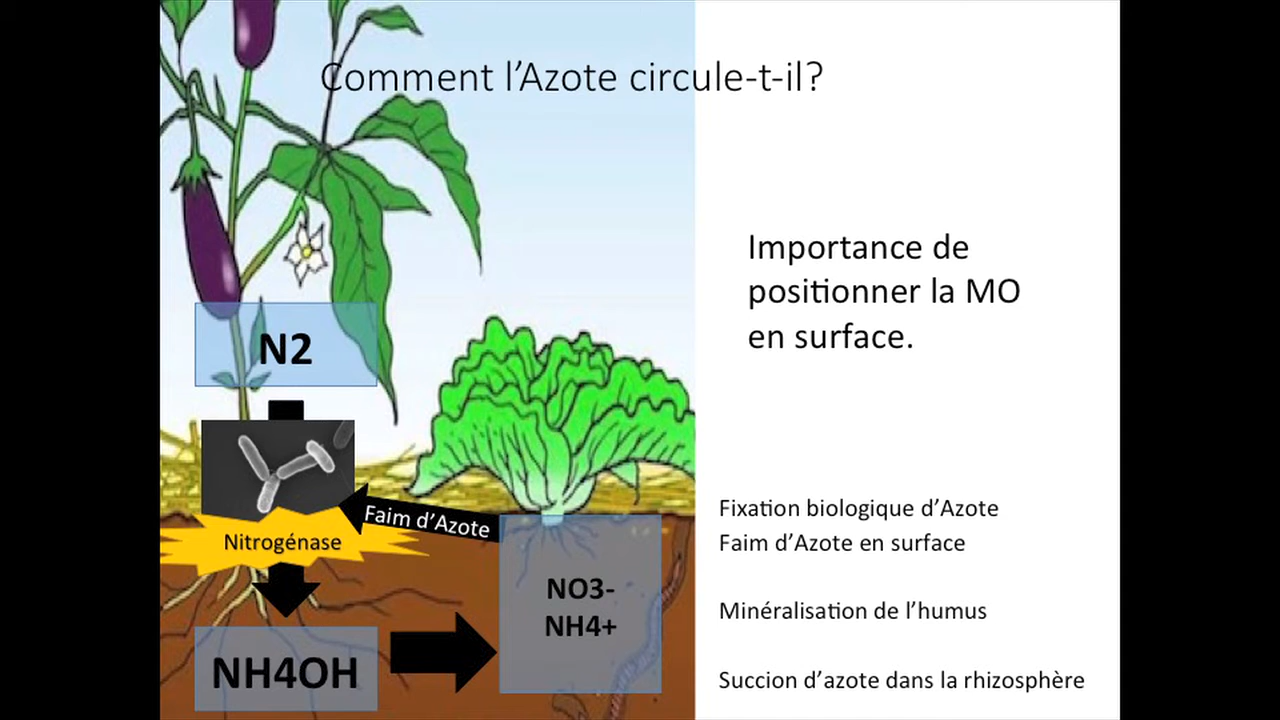 Comment l’Azote circule-t-il?
Importance de
positionner la MO
en surface.
N2
Faim d’Azote
Nitrogénase
NO3-
NH4+
NH4OH
Fixation biologique d’Azote
Faim d’Azote en surface
Minéralisation de l’humus
Succion d’azote dans la rhizosphère